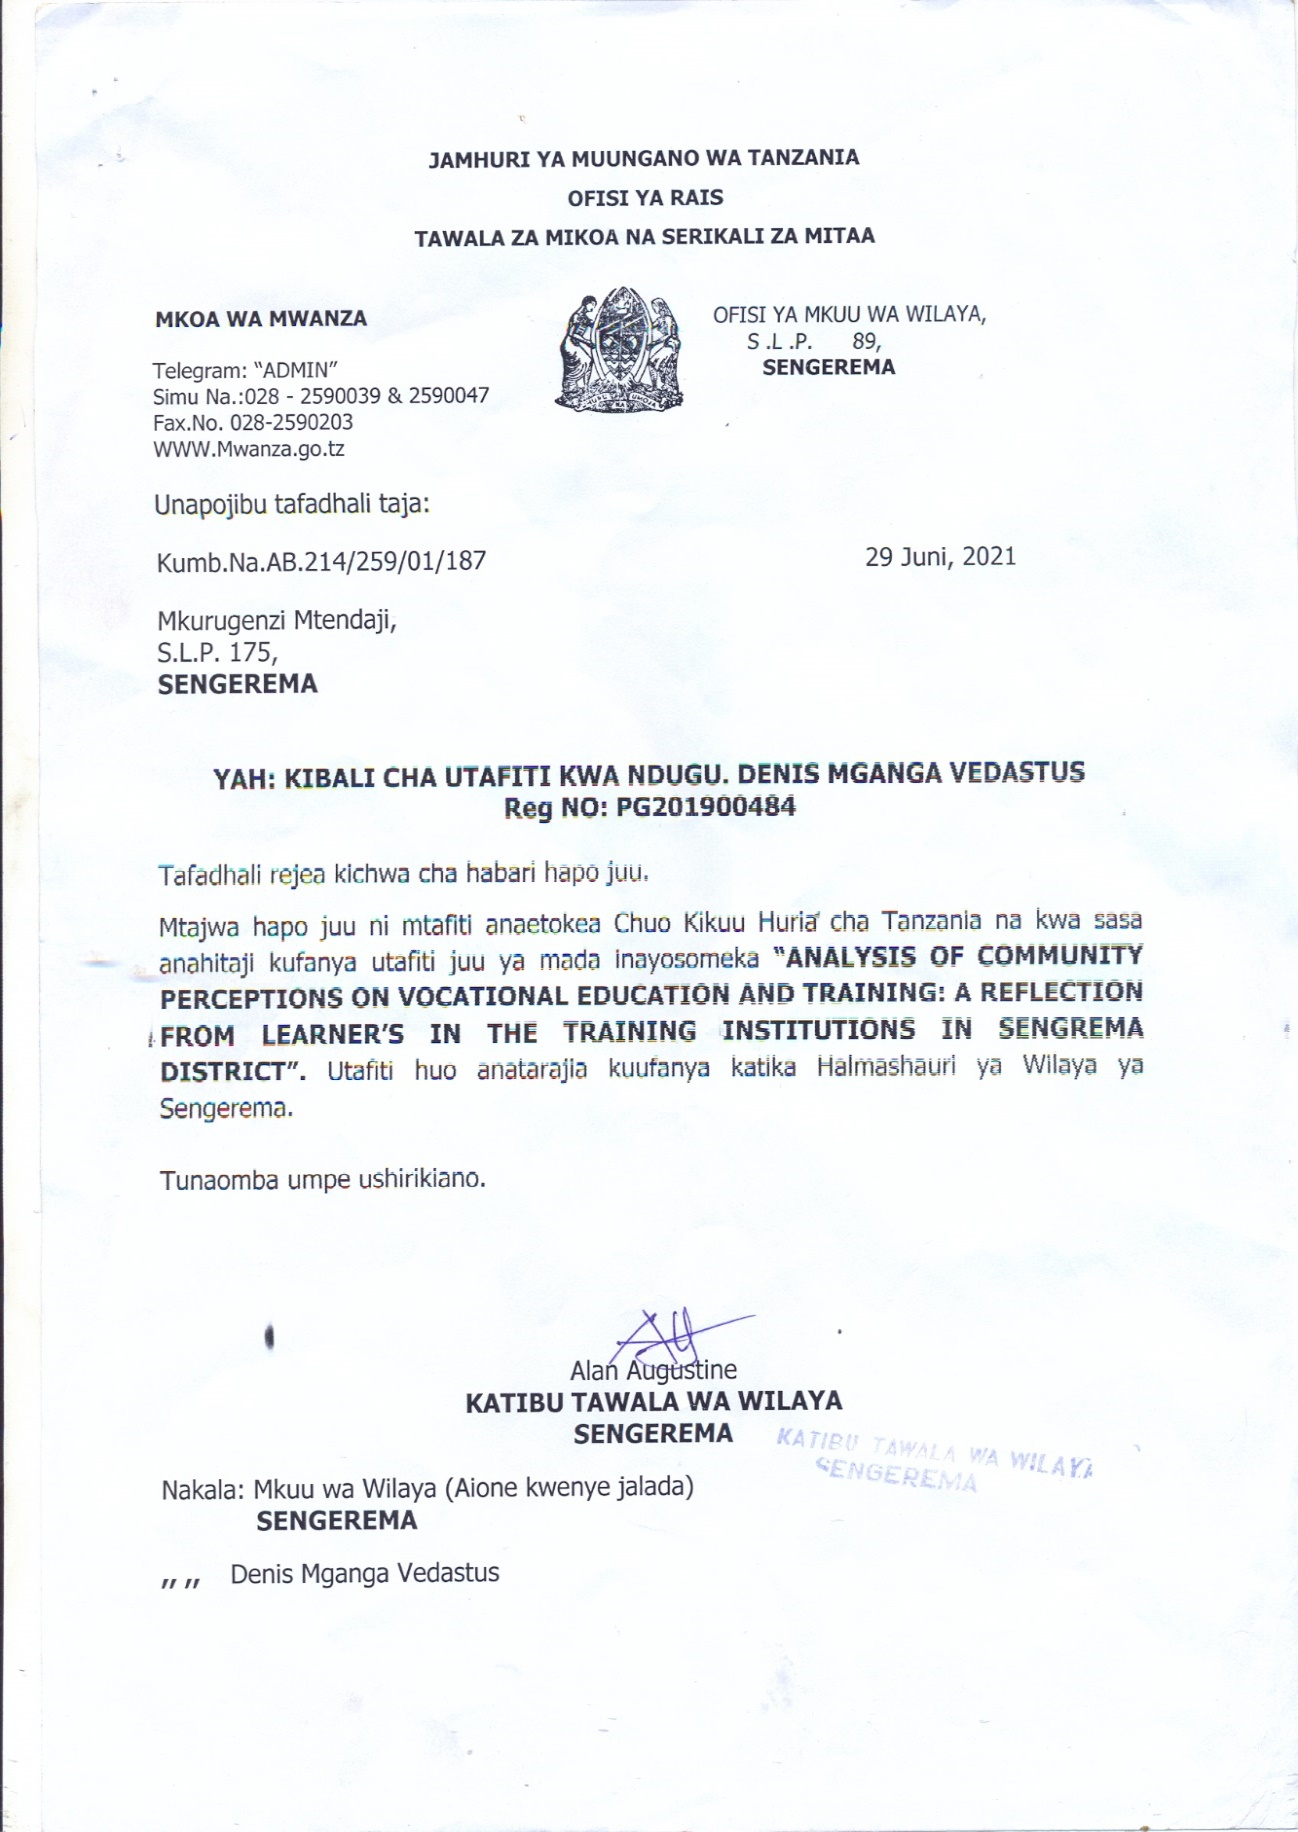 JAMHURI YA MUUNGANO WA TANZANIA
OFISI YA RAIS
TAWALA ZA MIKOA NA SERIKALI ZA MITAA
MKOA WA MWANZA
Telegram: “ADMIN”
Simu Na.:028 - 2590039 & 2590047
Fax.No. 028-2590203
WWW.Mwanza.go.tz
OFISI YA MKUU WA WILAYA,
S .L .P. 89,
SENGEREMA
Unapojibu tafadhali taja:
Kumb.Na.AB.214/259/01/187
29 Juni, 2021
Mkurugenzi Mtendaji,
S.L.P. 175,
SENGEREMA
YAH: KIBALI CHA UTAFITI KWA NDUGU. DENIS MGANGA VEDASTUS
Reg NO: PG201900484
Tafadhali rejea kichwa cha habari hapo juu.
Mtajwa hapo juu ni mtafiti anaetokea Chuo Kikuu Huria cha Tanzania na kwa sasa
anahitaji kufanya utafiti juu ya mada inayosomeka “ANALYSIS OF COMMUNITY
PERCEPTIONS ON VOCATIONAL EDUCATION AND TRAINING: A REFLECTION
FROM LEARNER’S IN THE TRAINING INSTITUTIONS IN SENGREMA
DISTRICT”. Utafiti huo anatarajia kuufanya katika Halmashauri ya Wilaya ya
Sengerema.
Tunaomba umpe ushirikiano.
Alan Augustine
KATIBU TAWALA WA WILAYA
SENGEREMA
KATIBU TAWALA WA WILAYA
SENGEREMA
Nakala: Mkuu wa Wilaya (Aione kwenye jalada)
SENGEREMA
,, ,, Denis Mganga Vedastus